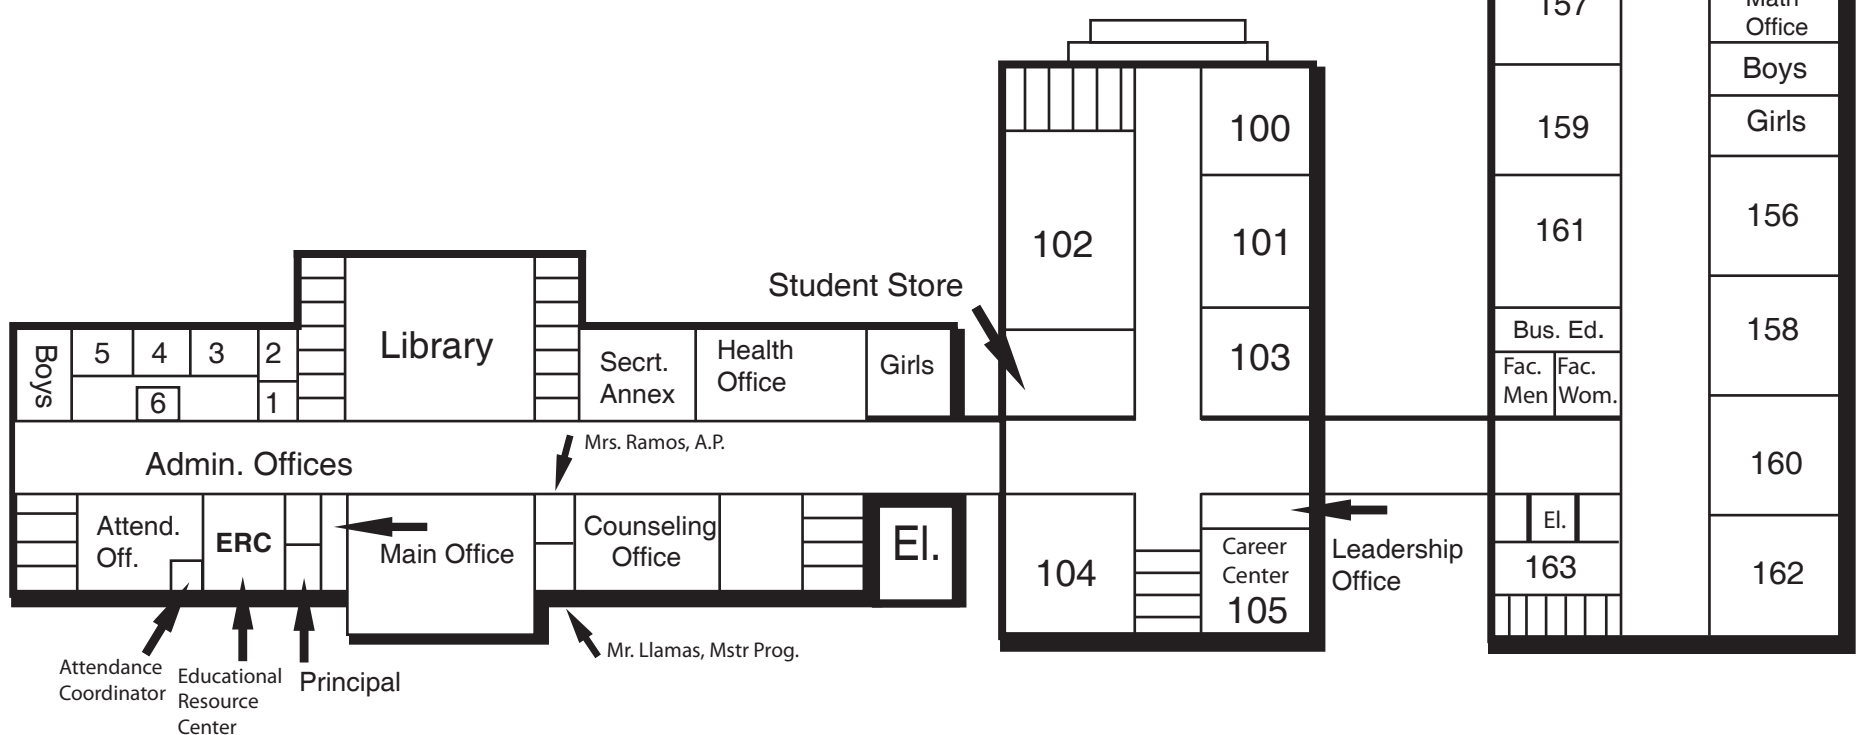 157
Math
Office
Boys
Girls
159
156
161
158
Bus. Ed.
Fac.
Men
Fac.
Wom.
160
El.
163
162
100
102
101
103
Student Store
104
Career
Center
105
Leadership
Office
Boys
5
4
3
2
6
1
Library
Secrt.
Annex
Health
Office
Girls
Mrs. Ramos, A.P.
Admin. Offices
Attend.
Off.
ERC
Main Office
Counseling
Office
El.
Mr. Llamas, Mstr Prog.
Attendance
Coordinator
Educational
Resource
Center
Principal